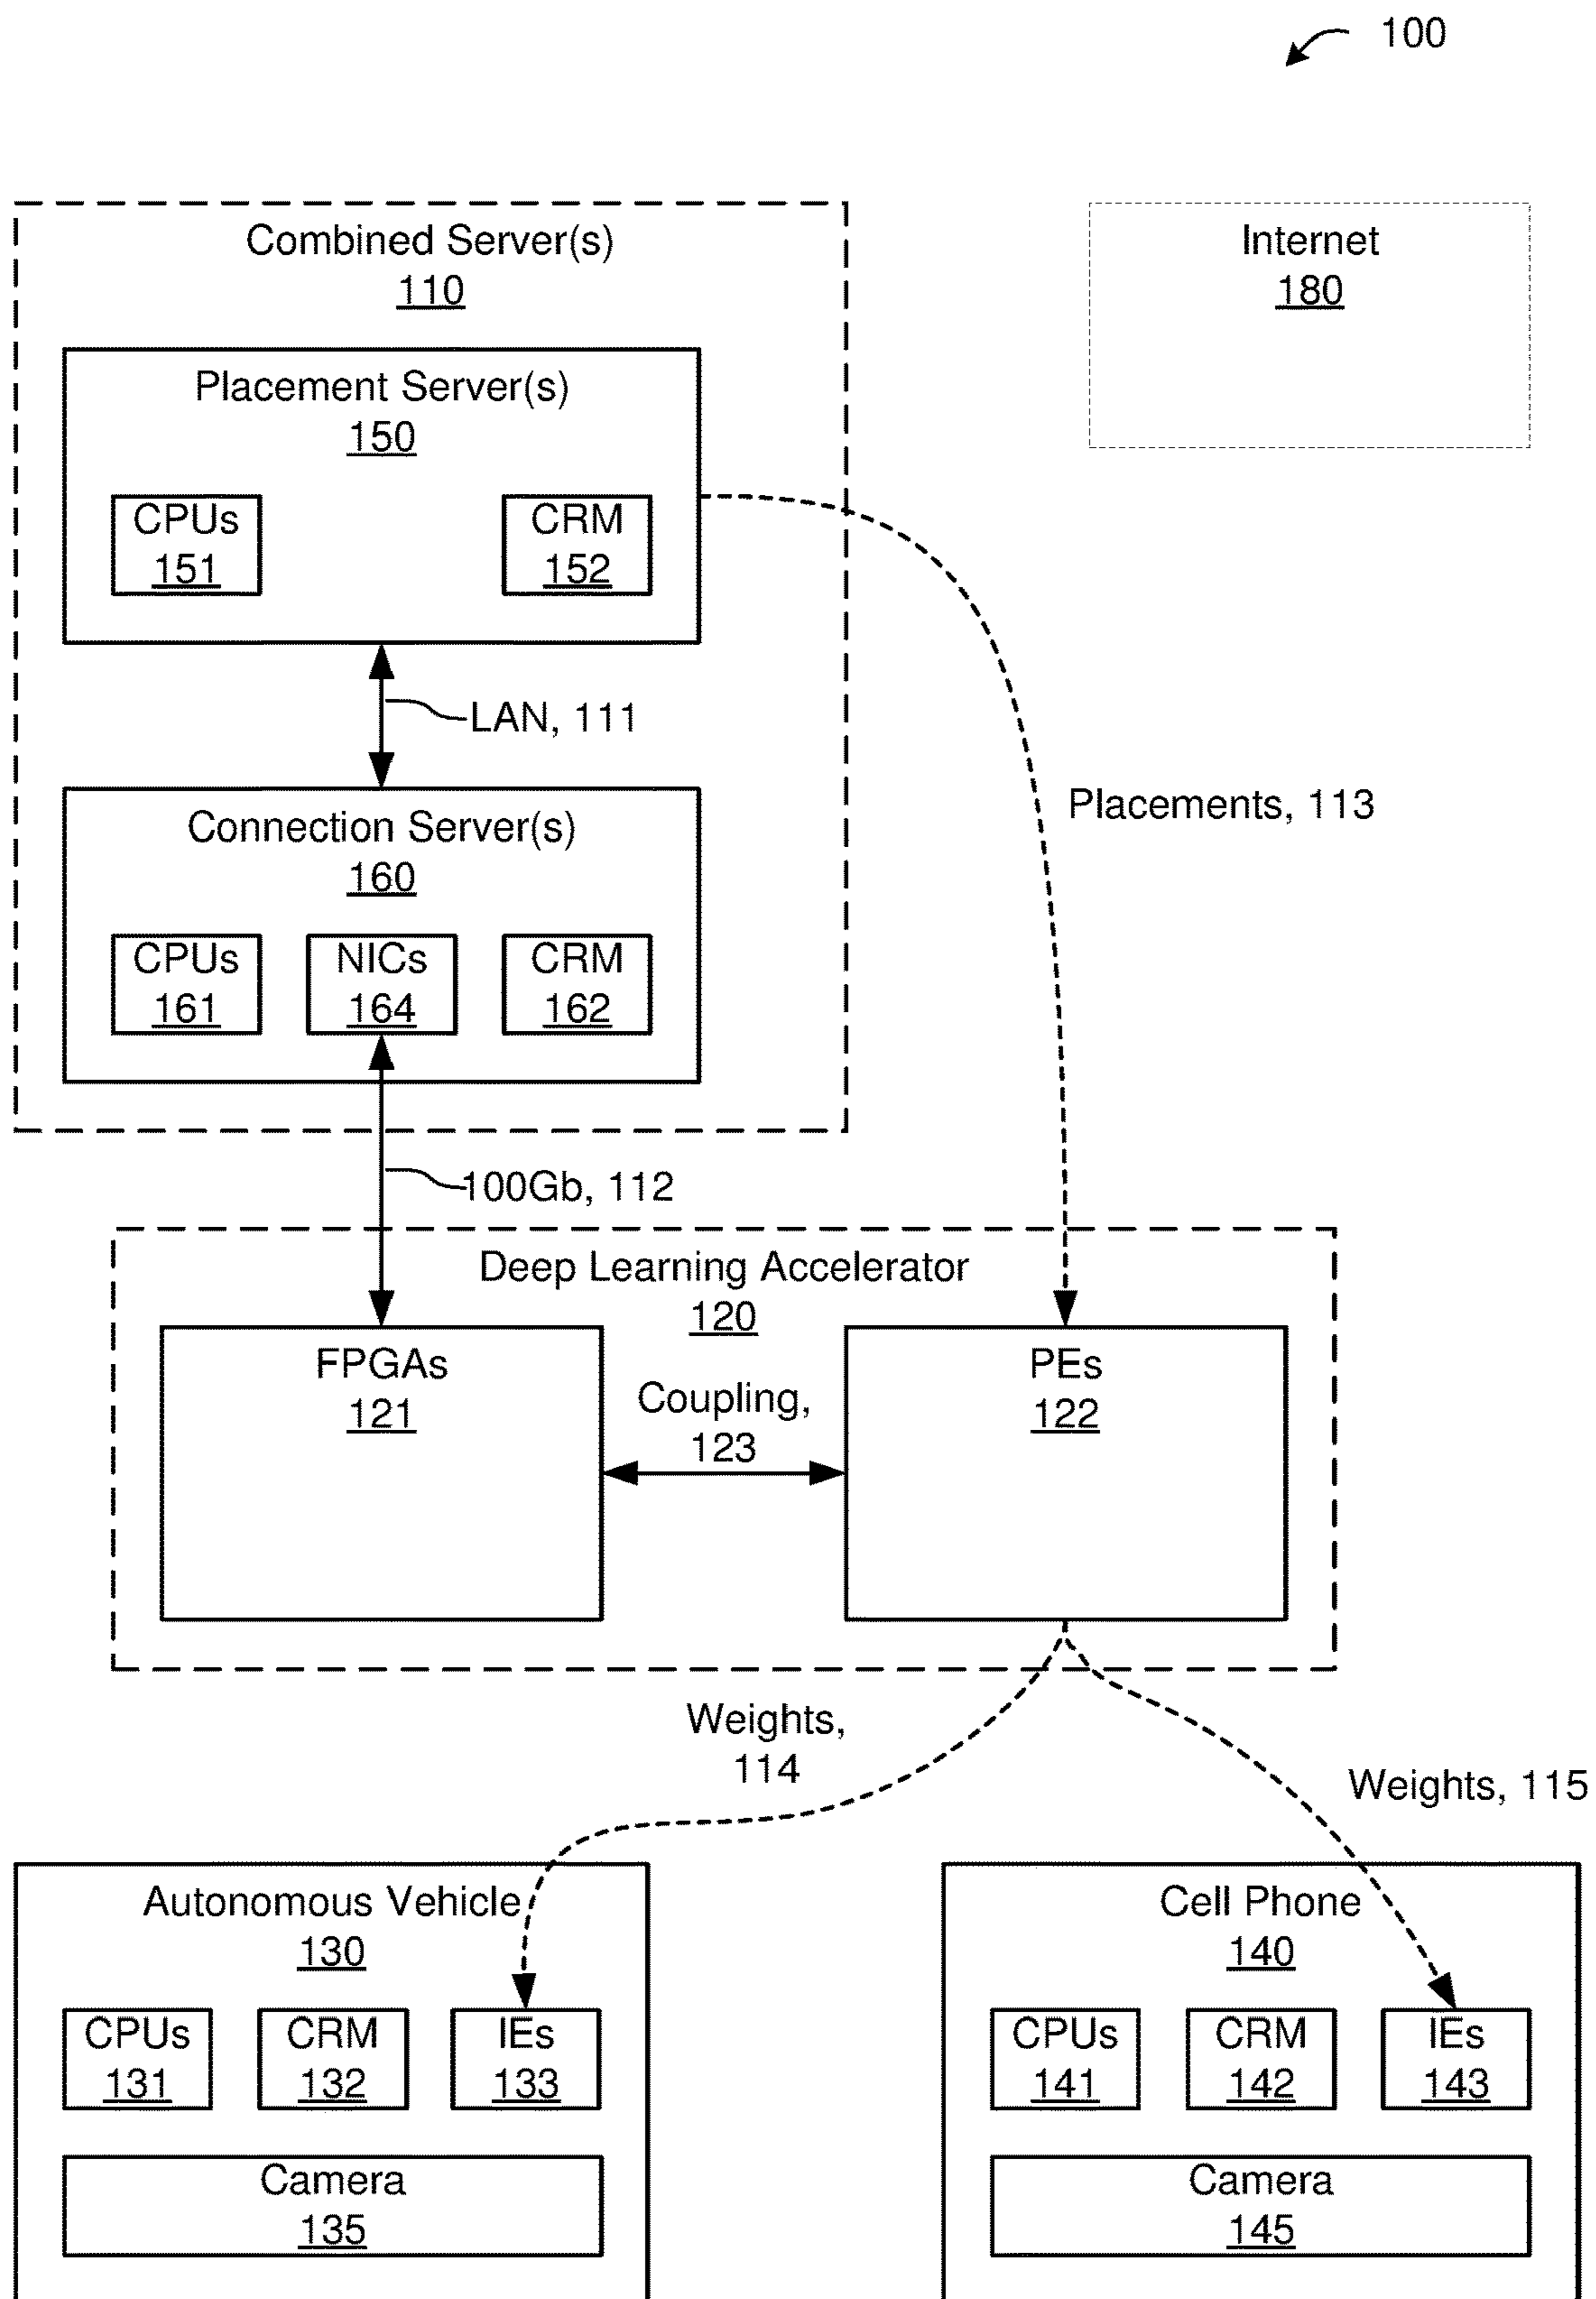 100
Combined Server(s)
110
Internet
180
Placement Server(s)
150
CPUs
151
CRM
152
LAN, 111
Placements, 113
Connection Server(s)
160
CPUs
161
NICs
164
CRM
162
100Gb, 112
Deep Learning Accelerator
120
FPGAs
121
Coupling,
123
PEs
122
Weights,
114
Weights, 115
Autonomous Vehicle
130
CPUs
131
CRM
132
IEs
133
Camera
135
Cell Phone
140
CPUs
141
CRM
142
IEs
143
Camera
145